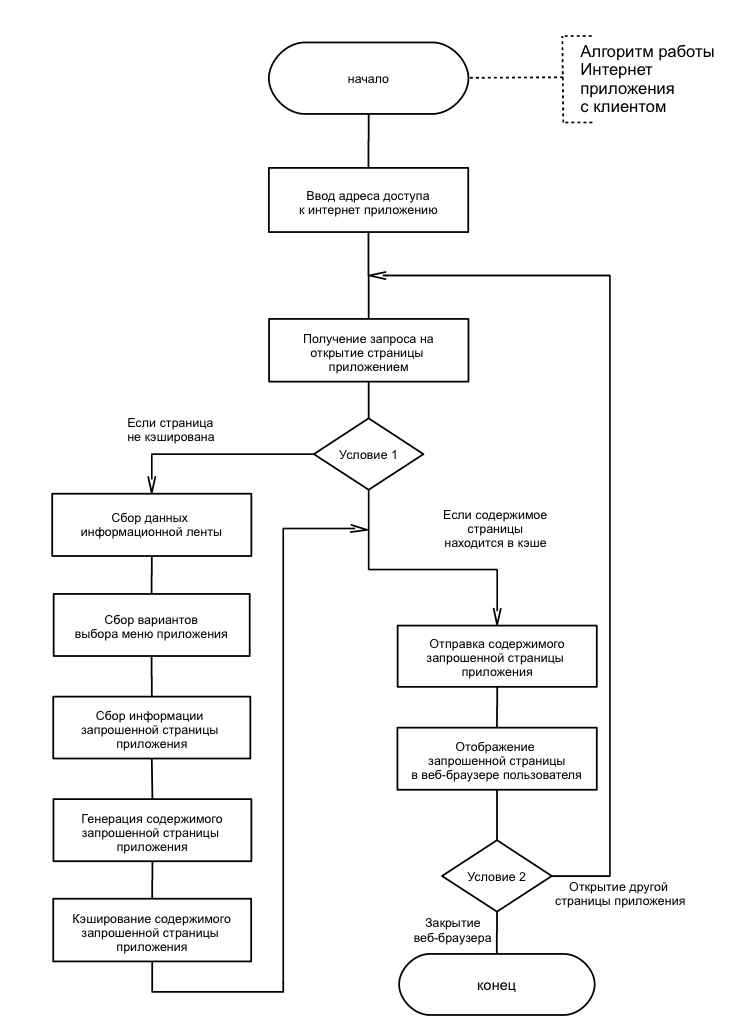 начало
Алгоритм работы
Интернет
приложения
с клиентом
Ввод адреса доступа
к интернет приложению
Получение запроса на
открытие страницы
приложением
Если страница
не кэширована
Условие 1
Если содержимое
страницы
находится в кэше
Сбор данных
информационной ленты
Сбор вариантов
выбора меню приложения
Сбор информации
запрошенной страницы
приложения
Генерация содержимого
запрошенной страницы
приложения
Кэширование содержимого
запрошенной страницы
приложения
Отправка содержимого
запрошенной страницы
приложения
Отображение
запрошенной страницы
в веб-браузере пользователя
Условие 2
Открытие другой
страницы приложения
Закрытие
веб-браузера
конец